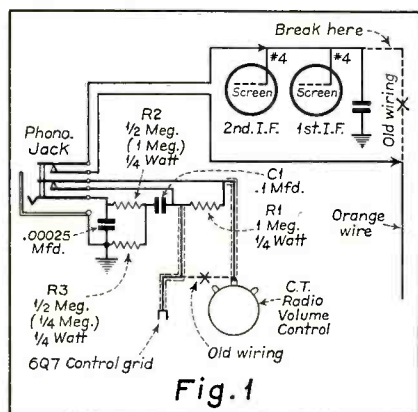 Break here
#4
#4
Screen
Screen
2nd. I.F.
1st. I.F.
Old wiring
Phono.
Jack
R2
1/2 Meg.
(1 Meg.)
1/4 Watt
C1
.1 Mfd.
.00025
Mfd.
R1
1 Meg.
1/4 Watt
Orange
wire
R3
1/2 Meg.
(1/4 Meg.)
1/4 Watt
C.T.
Radio
Volume
Control
6Q7 Control grid
Old wiring
Fig. 1